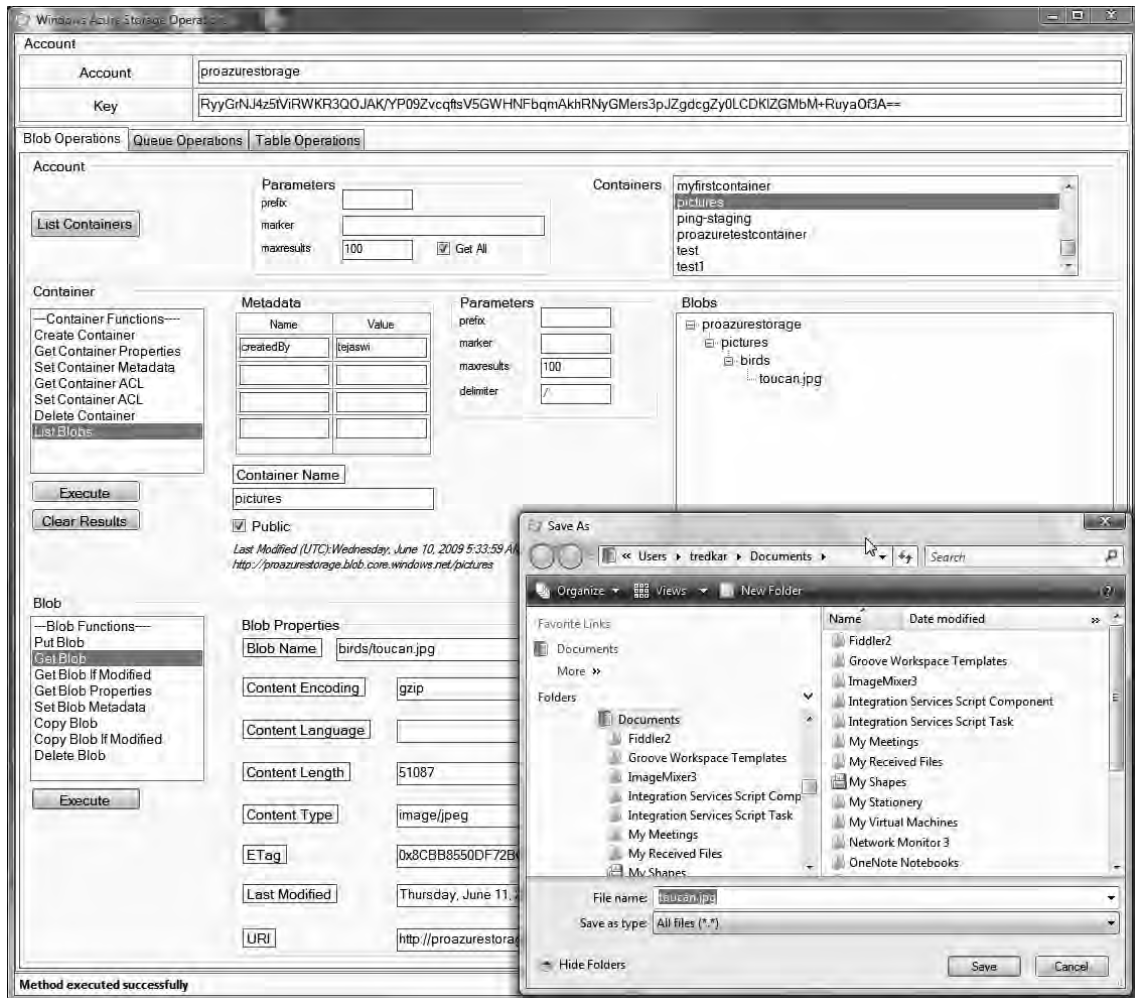 Windows Azure Storage Operations
Account
Account proazurestorage
Key
Blob Operations Queue Operations Table Operations
Account
List Containers
Parameters
prefix
marker
maxresults 100 Get All
Containers
myfirstcontainer
pictures
ping-staging
proazuretestcontainer
test
test1
Container
---Container Functions----
Create Container
Get Container Properties
Set Container Metadata
Get Container ACL
Set Container ACL
Delete Container
List Blobs
Execute
Clear Results
Metadata
Name Value
createdBy tejaswi
Container Name
pictures
Public
Last Modified (UTC):Wednesday, June 10, 2009 5:33:59 AM
http://proazurestorage.blob.core.windows.net/pictures
Parameters
prefix
marker
maxresults 100
delimiter /
Blobs
proazurestorage
pictures
birds
toucan.jpg
Blob
---Blob Functions----
Put Blob
Get Blob
Get Blob If Modified
Get Blob Properties
Set Blob Metadata
Copy Blob
Copy Blob If Modified
Delete Blob
Execute
Blob Properties
Blob Name birds/toucan.jpg
Content Encoding gzip
Content Language
Content Length 51087
Content Type image/jpeg
ETag 0x8CBB8550DF72B
Last Modified Thursday, June 11,
URI http://proazurestorag
Save As
« Users Documents
tredkar
Search
Organize Views New Folder
Favorite Links
Documents
More »
Folders
Documents
Fiddler2
Groove Workspace Templates
ImageMixer3
Integration Services Script Comp
Integration Services Script Task
My Meetings
My Received Files
My Shapes
Name Date modified »
Fiddler2
Groove Workspace Templates
ImageMixer3
Integration Services Script Component
Integration Services Script Task
My Meetings
My Received Files
My Shapes
My Stationery
My Virtual Machines
Network Monitor 3
OneNote Notebooks
File name: toucan.jpg
Save as type: All files (*.*)
Hide Folders Save Cancel
Method executed successfully